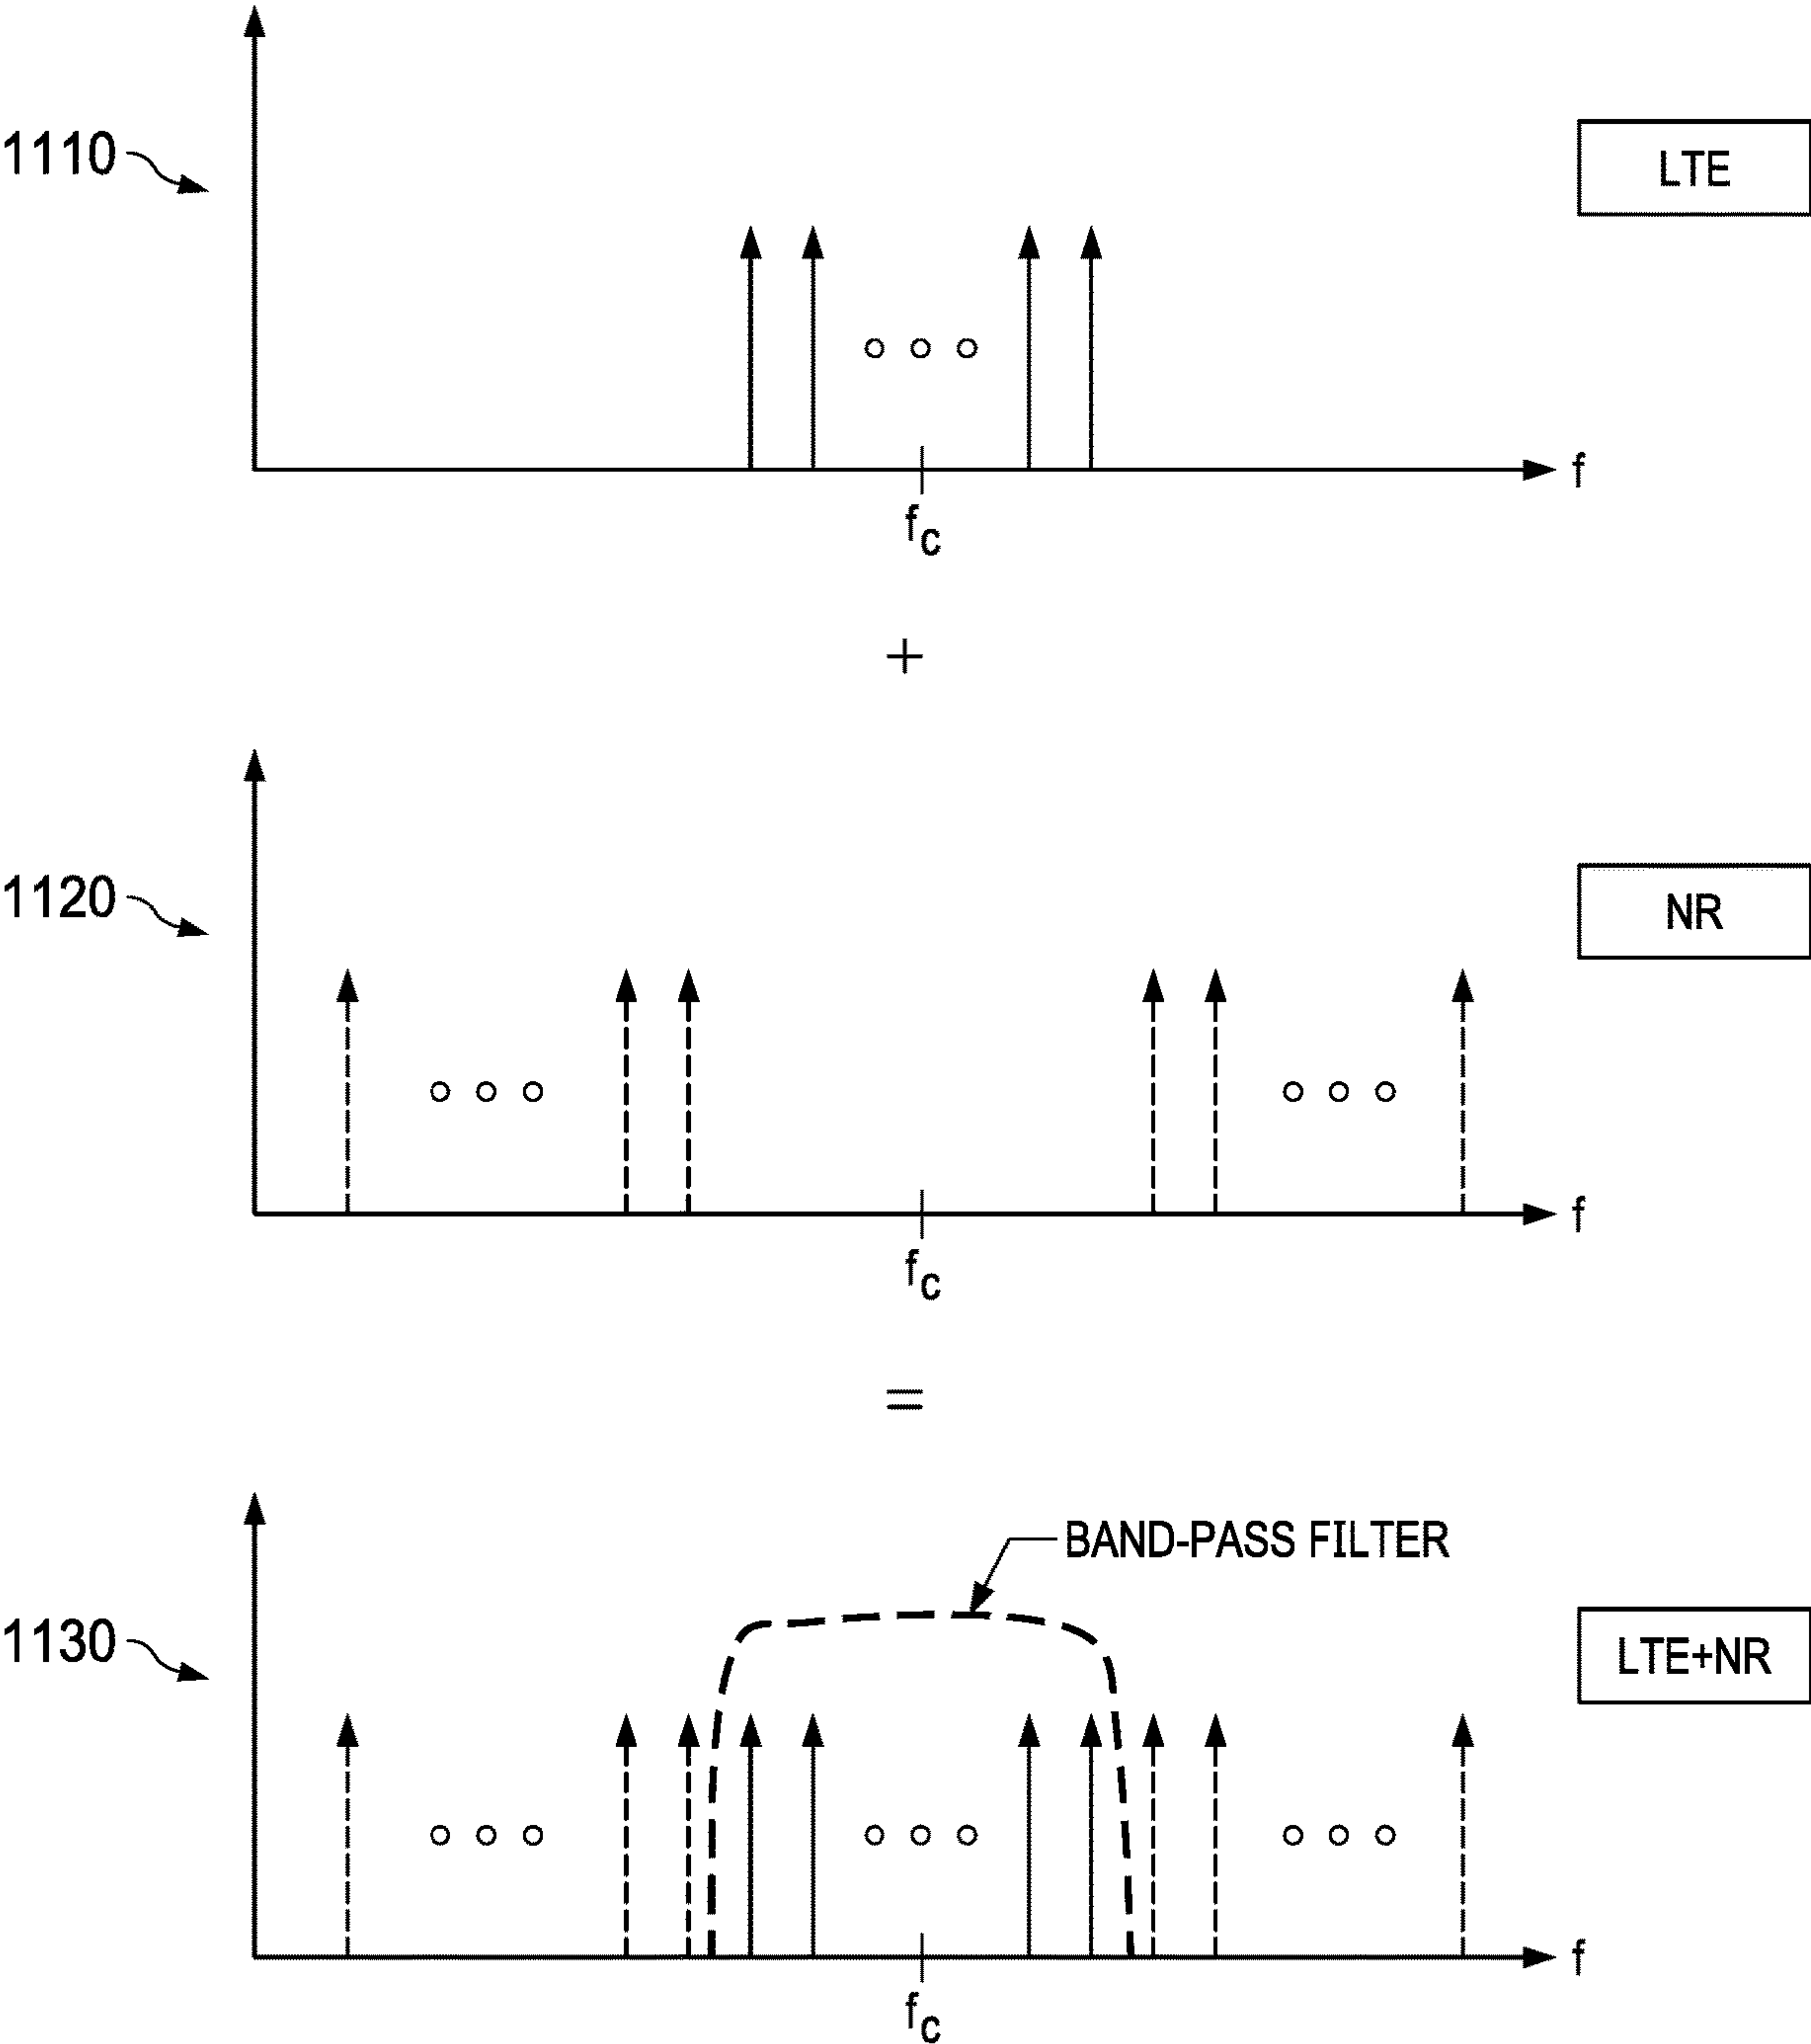 1110
LTE
f
fc
+
1120
NR
f
fc
=
BAND-PASS FILTER
1130
LTE+NR
f
fc